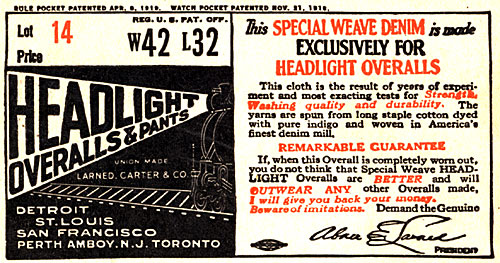 RULE POCKET PATENTED APR. 9, 1919. WATCH POCKET PATENTED NOV. 21, 1916.
REG. U.S. PAT. OFF.
Lot 14 W42 L32
Price
HEADLIGHT
OVERALLS & PANTS
UNION MADE
LARNED, CARTER & CO.
DETROIT
ST. LOUIS
SAN FRANCISCO
PERTH AMBOY. N.J. TORONTO
This SPECIAL WEAVE DENIM is made
EXCLUSIVELY FOR
HEADLIGHT OVERALLS
This cloth is the result of years of experi-
ment and most exacting tests for Strength,
Washing quality and durability. The
yarns are spun from long staple cotton dyed
with pure indigo and woven in America's
finest denim mill.
REMARKABLE GUARANTEE
If, when this Overall is completely worn out,
you do not think that Special Weave HEAD-
LIGHT Overalls are BETTER and will
OUTWEAR ANY other Overalls made,
I will give you back your money.
Beware of imitations. Demand the Genuine
Abner E. Larned
PRESIDENT